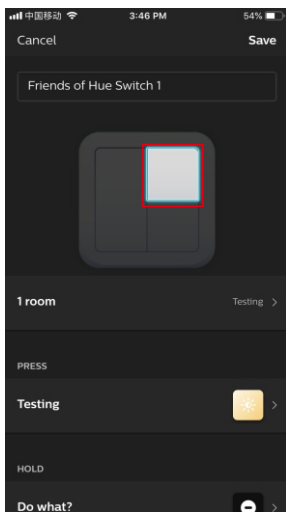 中国移动 3:46 PM 54%
Cancel Save
Friends of Hue Switch 1
1 room Testing
PRESS
Testing
HOLD
Do what?